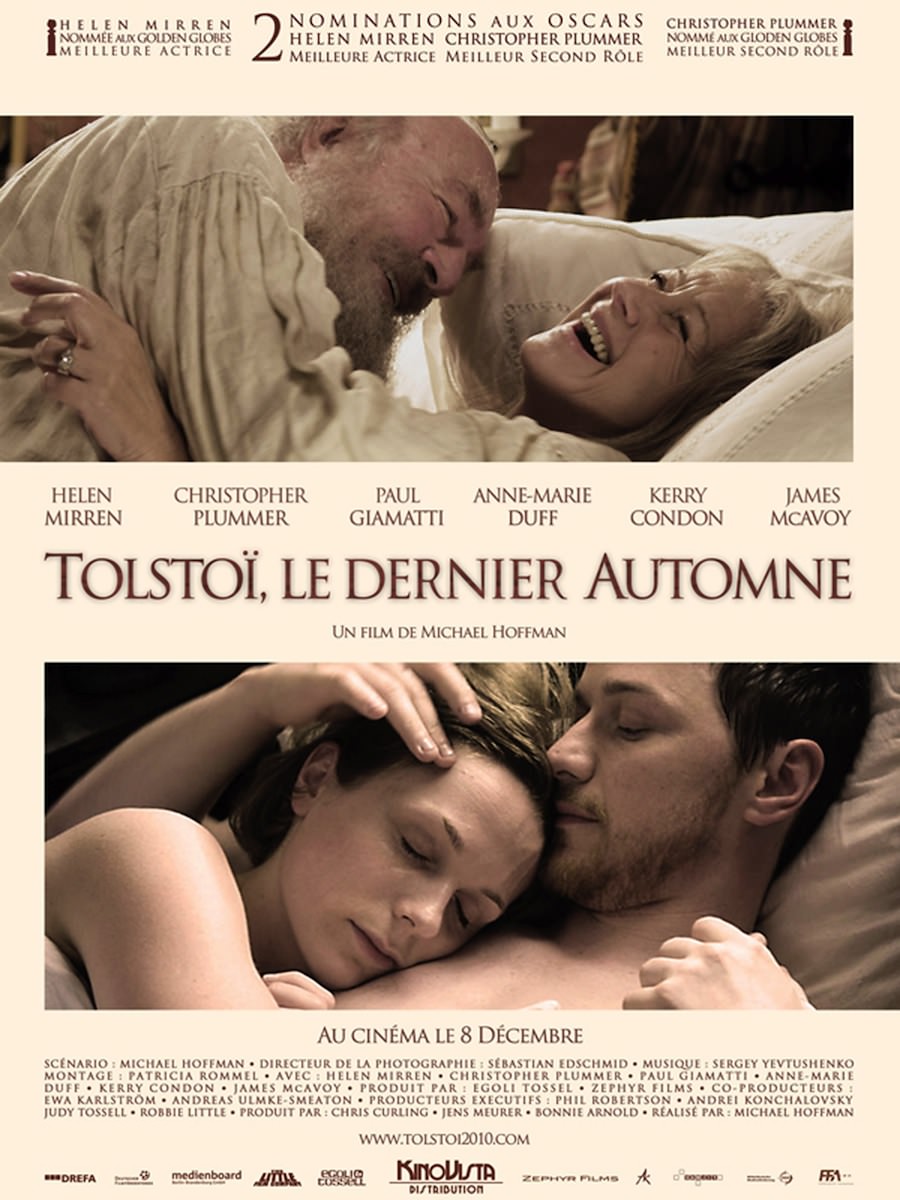 HELEN MIRREN
NOMMÉE AUX GOLDEN GLOBES
MEILLEURE ACTRICE
2 NOMINATIONS AUX OSCARS
HELEN MIRREN CHRISTOPHER PLUMMER
MEILLEURE ACTRICE MEILLEUR SECOND RÔLE
CHRISTOPHER PLUMMER
NOMMÉ AUX GLODEN GLOBES
MEILLEUR SECOND RÔLE
HELEN MIRREN
CHRISTOPHER PLUMMER
PAUL GIAMATTI
ANNE-MARIE DUFF
KERRY CONDON
JAMES MCAVOY
TOLSTOÏ, LE DERNIER AUTOMNE
UN FILM DE MICHAEL HOFFMAN
AU CINÉMA LE 8 DÉCEMBRE
SCÉNARIO : MICHAEL HOFFMAN • DIRECTEUR DE LA PHOTOGRAPHIE : SÉBASTIAN EDSCHMID • MUSIQUE : SERGEY YEVTUSHENKO
MONTAGE : PATRICIA ROMMEL • AVEC : HELEN MIRREN • CHRISTOPHER PLUMMER • PAUL GIAMATTI • ANNE-MARIE
DUFF • KERRY CONDON • JAMES MCAVOY • PRODUIT PAR : EGOLI TOSSEL • ZEPHYR FILMS • CO-PRODUCTEURS :
EWA KARLSTRÖM • ANDREAS ULMKE-SMEATON • PRODUCTEURS EXECUTIFS : PHIL ROBERTSON • ANDREI KONCHALOVSKY
JUDY TOSSELL • ROBBIE LITTLE • PRODUIT PAR : CHRIS CURLING • JENS MEURER • BONNIE ARNOLD • RÉALISÉ PAR : MICHAEL HOFFMAN
WWW.TOLSTOI2010.COM
DREFA
medienboard
EGOLI TOSSELL
KINOVISTA
DISTRIBUTION
ZEPHYR FILMS
FFA